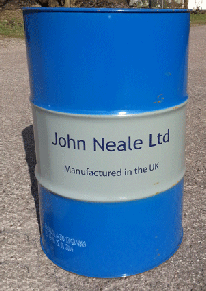 John Neale Ltd
Manufactured in the UK